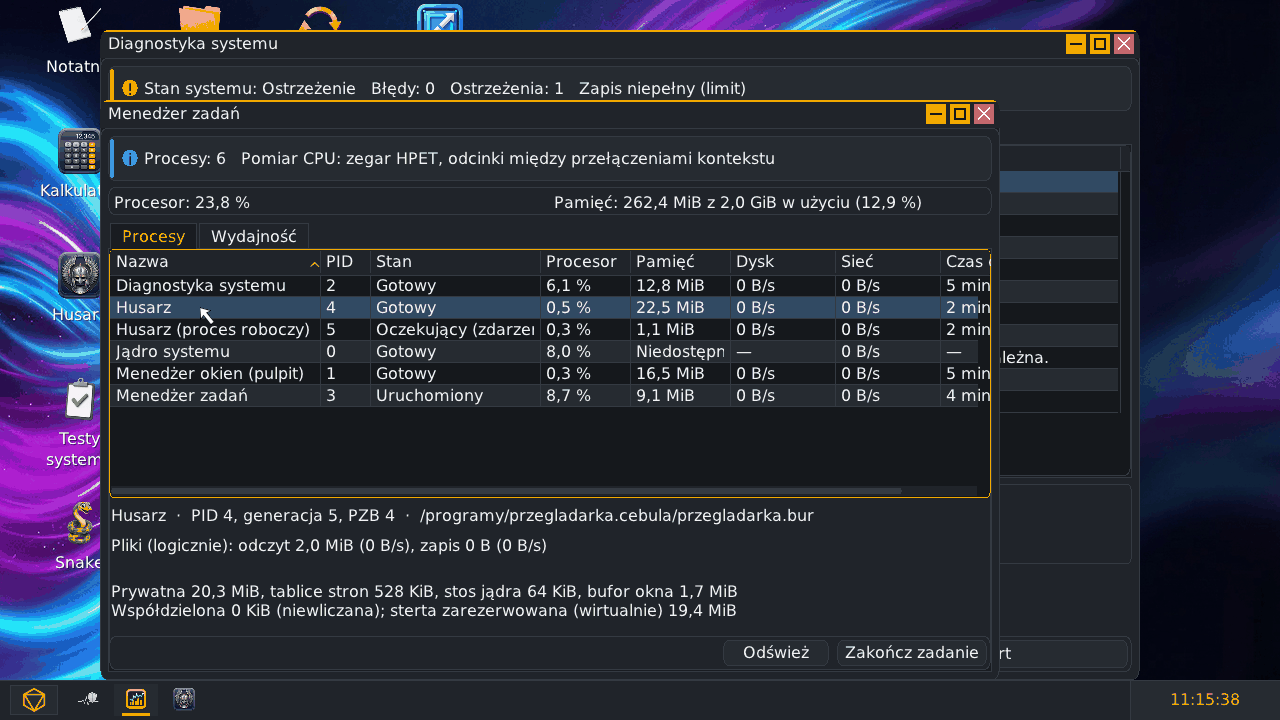 Notatn
Diagnostyka systemu
Stan systemu: Ostrzeżenie Błędy: 0 Ostrzeżenia: 1 Zapis niepełny (limit)
Menedżer zadań
Procesy: 6 Pomiar CPU: zegar HPET, odcinki między przełączeniami kontekstu
Procesor: 23,8 % Pamięć: 262,4 MiB z 2,0 GiB w użyciu (12,9 %)
Procesy Wydajność
Nazwa PID Stan Procesor Pamięć Dysk Sieć Czas
Diagnostyka systemu 2 Gotowy 6,1 % 12,8 MiB 0 B/s 0 B/s 5 min
Husarz 4 Gotowy 0,5 % 22,5 MiB 0 B/s 0 B/s 2 min
Husarz (proces roboczy) 5 Oczekujący (zdarzer 0,3 % 1,1 MiB 0 B/s 0 B/s 2 min
Jądro systemu 0 Gotowy 8,0 % Niedostępn — 0 B/s —
Menedżer okien (pulpit) 1 Gotowy 0,3 % 16,5 MiB 0 B/s 0 B/s 5 min
Menedżer zadań 3 Uruchomiony 8,7 % 9,1 MiB 0 B/s 0 B/s 4 min
leżna.
Husarz · PID 4, generacja 5, PZB 4 · /programy/przegladarka.cebula/przegladarka.bur
Pliki (logicznie): odczyt 2,0 MiB (0 B/s), zapis 0 B (0 B/s)
Prywatna 20,3 MiB, tablice stron 528 KiB, stos jądra 64 KiB, bufor okna 1,7 MiB
Współdzielona 0 KiB (niewliczana); sterta zarezerwowana (wirtualnie) 19,4 MiB
Odśwież Zakończ zadanie
rt
12,345
Kalkulat
Husar
Testy
system
Snake
11:15:38